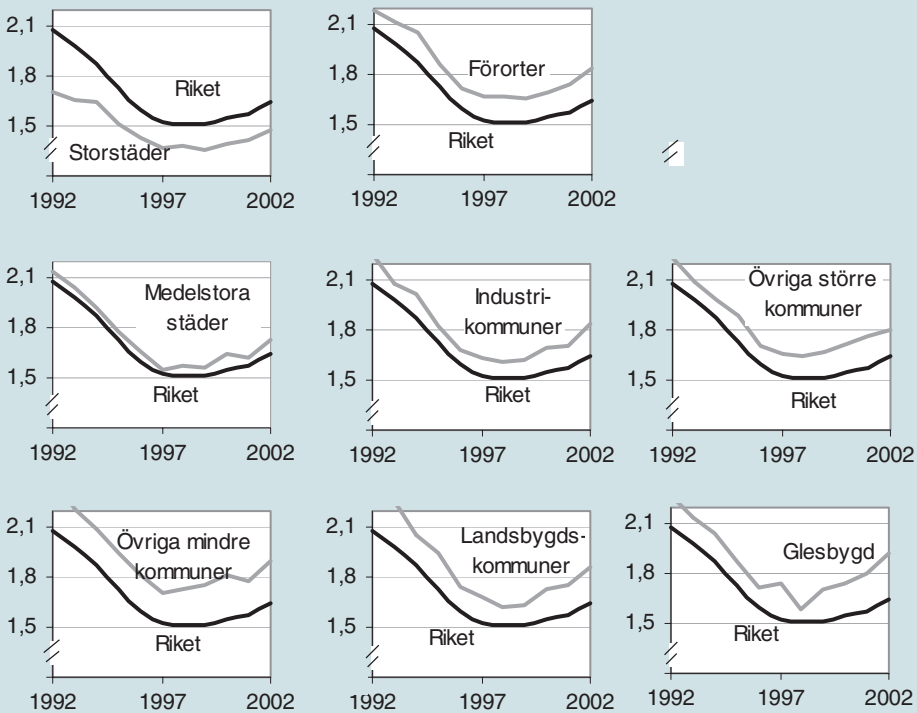 2,1
1,8
1,5
Riket
Storstäder
1992
1997
2002
2,1
1,8
1,5
Förorter
Riket
1992
1997
2002
2,1
1,8
1,5
Medelstora
städer
Riket
1992
1997
2002
2,1
1,8
1,5
Industri-
kommuner
Riket
1992
1997
2002
2,1
1,8
1,5
Övriga större
kommuner
Riket
1992
1997
2002
2,1
1,8
1,5
Övriga mindre
kommuner
Riket
1992
1997
2002
2,1
1,8
1,5
Landsbygds-
kommuner
Riket
1992
1997
2002
2,1
1,8
1,5
Glesbygd
Riket
1992
1997
2002